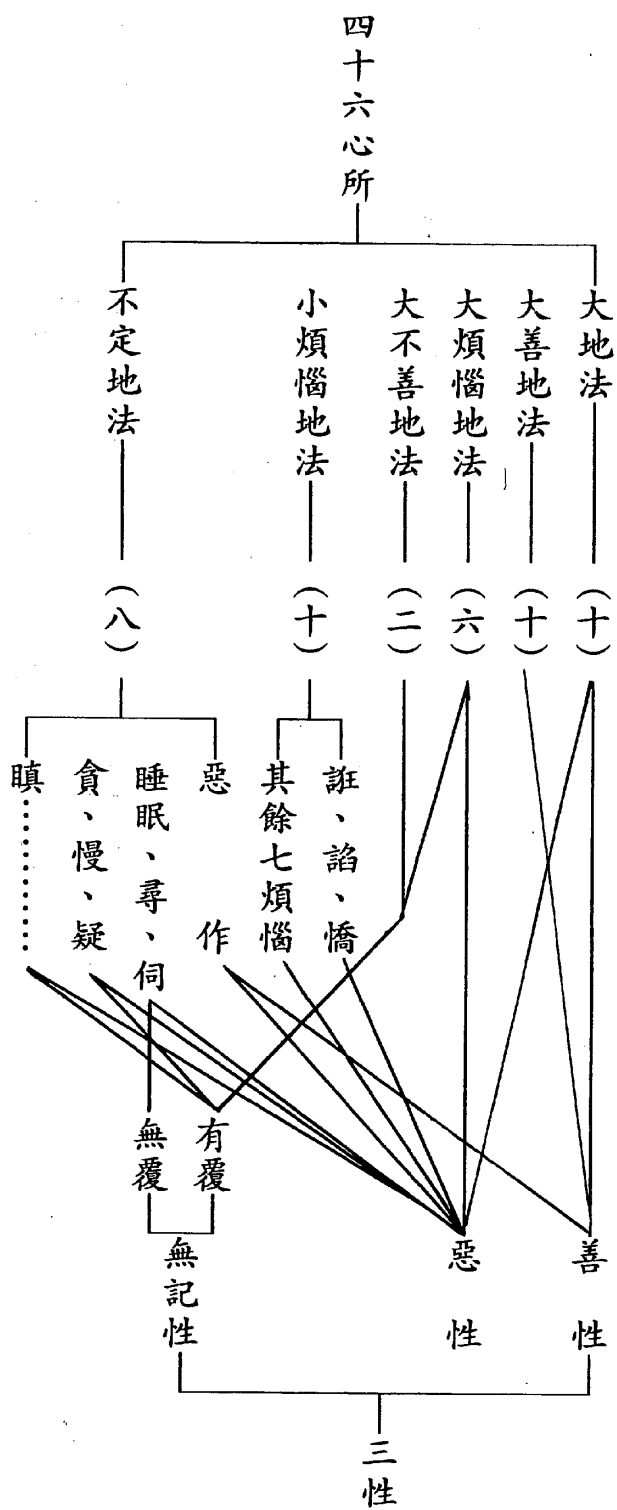 四十六心所
大地法
大善地法
大煩惱地法
大不善地法
小煩惱地法
不定地法
（十）
（十）
（六）
（二）
（十）
（八）
誑、諂、憍
其餘七煩惱
惡作
睡眠、尋、伺
貪、慢、疑
瞋
有覆
無覆
善性
惡性
無記性
三性